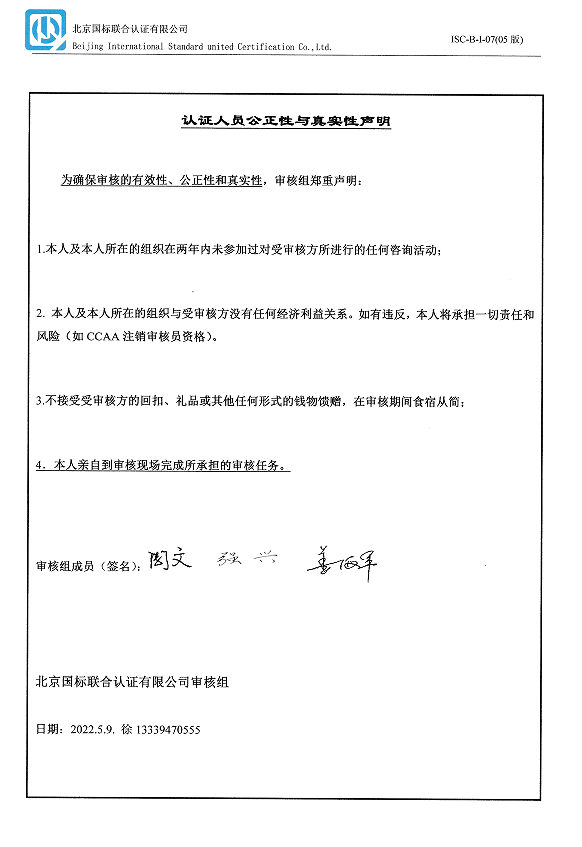 北京国标联合认证有限公司
Beijing International Standard united Certification Co.,Ltd.
ISC-B-I-07(05 版)
认证人员公正性与真实性声明
为确保审核的有效性、公正性和真实性，审核组郑重声明：
1.本人及本人所在的组织在两年内未参加过对受审核方所进行的任何咨询活动；
2. 本人及本人所在的组织与受审核方没有任何经济利益关系。如有违反，本人将承担一切责任和
风险（如 CCAA 注销审核员资格）。
3.不接受受审核方的回扣、礼品或其他任何形式的钱物馈赠，在审核期间食宿从简；
4．本人亲自到审核现场完成所承担的审核任务。
审核组成员（签名）：
北京国标联合认证有限公司审核组
日期：2022.5.9. 徐 13339470555